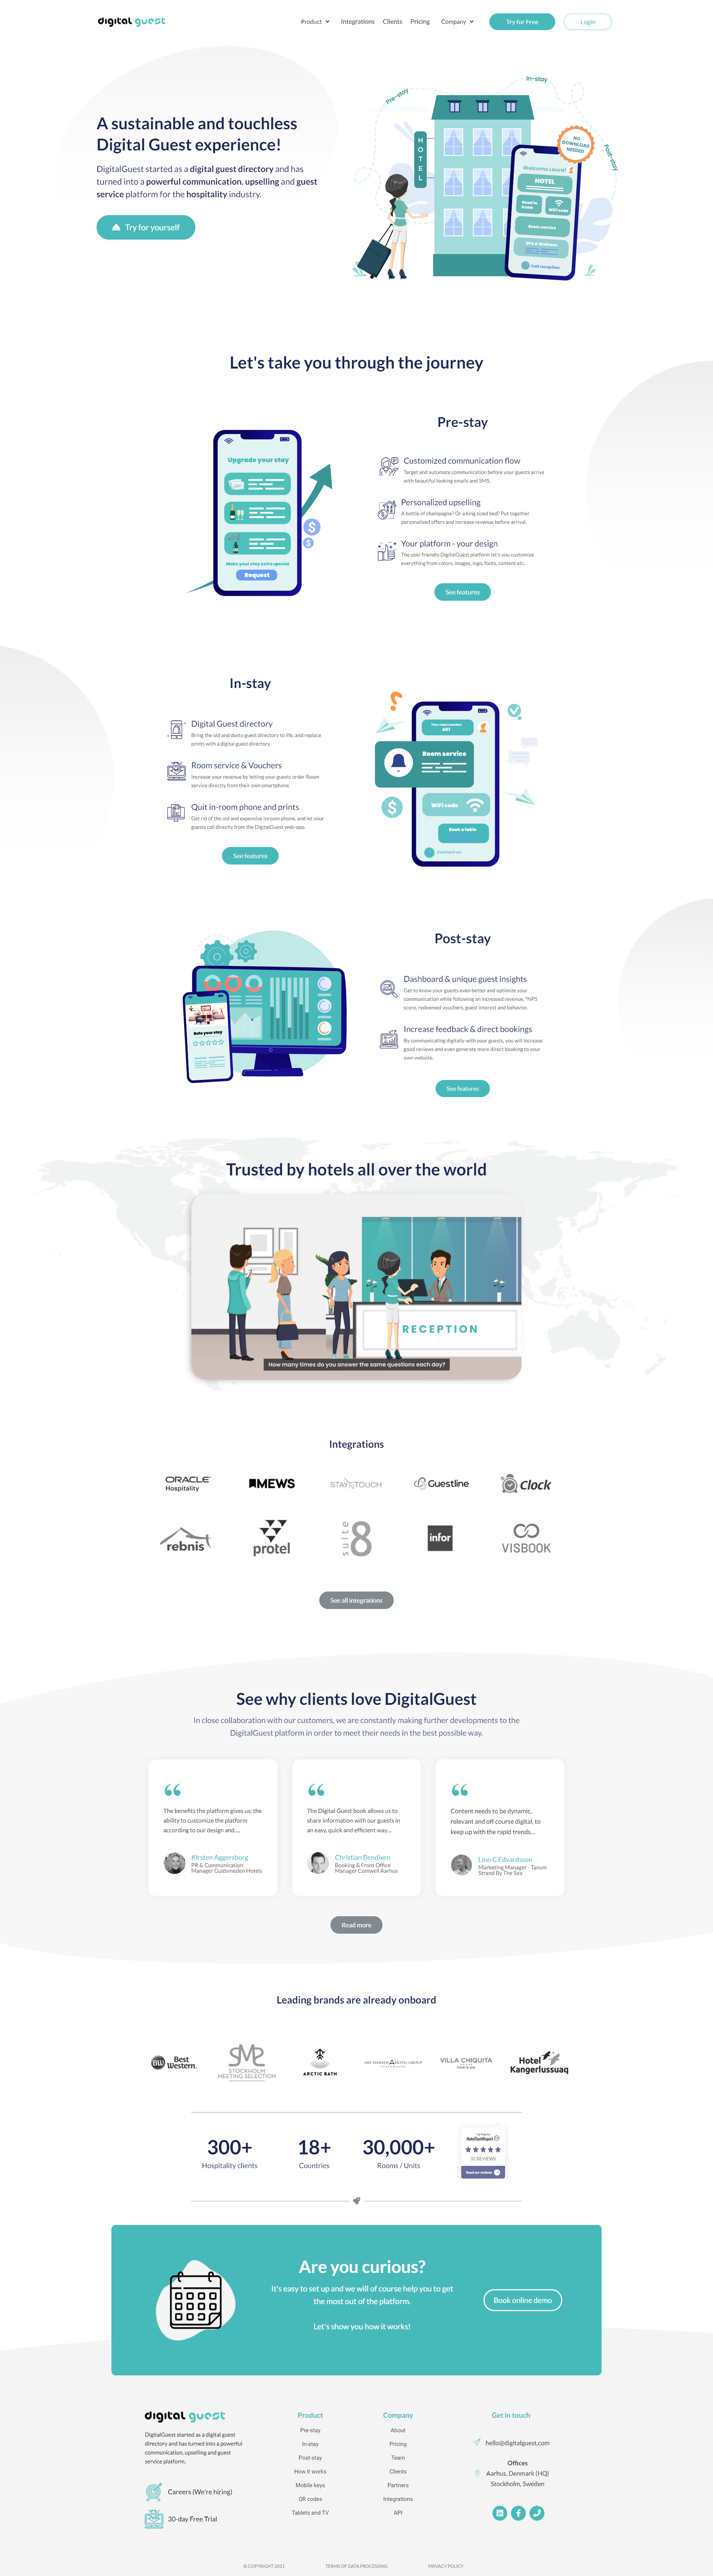 digital guest
Product
Integrations
Clients
Pricing
Company
Try for Free
Login
A sustainable and touchless
Digital Guest experience!
DigitalGuest started as a digital guest directory and has
turned into a powerful communication, upselling and guest
service platform for the hospitality industry.
Try for yourself
Pre-stay
In-stay
Post-stay
HOTEL
NO
DOWNLOAD
NEEDED
Welcome Laura!
HOTEL
Good to
know
WiFi code
Room service
SPA & Wellness
Call reception
Let's take you through the journey
Upgrade your stay
Make your stay extra special
Request
Pre-stay
Customized communication flow
Target and automate communication before your guests arrive
with beautiful looking emails and SMS.
Personalized upselling
A bottle of champagne? Or a king sized bed? Put together
personalized offers and increase revenue before arrival.
Your platform - your design
The user friendly DigitalGuest platform let's you customize
everything from colors, images, logo, fonts, content etc.
See features
In-stay
Digital Guest directory
Bring the old and dusty guest directory to life, and replace
prints with a digital guest directory.
Room service & Vouchers
Increase your revenue by letting your guests order Room
service directly from their own smartphone.
Quit in-room phone and prints
Get rid of the old and expensive inroom phone, and let your
guests call directly from the DigitalGuest web-app.
See features
Your room number
697
Room service
WiFi code
Book a table
Contact us
Rate your stay
Post-stay
Dashboard & unique guest insights
Get to know your guests even better and optimize your
communication while following an increased revenue, "NPS
score, redeemed vouchers, guest interest and behavior.
Increase feedback & direct bookings
By communicating digitally with your guests, you will increase
good reviews and even generate more direct booking to your
own website.
See features
Trusted by hotels all over the world
RECEPTION
How many times do you answer the same questions each day?
Integrations
ORACLE
Hospitality
MEWS
STAYNTOUCH
Guestline
Clock
rebnis
protel
suite 8
infor
VISBOOK
See all integrations
See why clients love DigitalGuest
In close collaboration with our customers, we are constantly making further developments to the
DigitalGuest platform in order to meet their needs in the best possible way.
The benefits the platform gives us: the
ability to customize the platform
according to our design and....
Kirsten Aggersborg
PR & Communication
Manager Guldsmeden Hotels
The Digital Guest book allows us to
share information with our guests in
an easy, quick and efficient way...
Christian Bendixen
Booking & Front Office
Manager Comwell Aarhus
Content needs to be dynamic,
relevant and off course digital, to
keep up with the rapid trends...
Linn C Edvardsson
Marketing Manager - Tanum
Strand By The Sea
Read more
Leading brands are already onboard
BW Best
Western.
SMS
STOCKHOLM
MEETING SELECTION
ARCTIC BATH
ARP-HANSEN HOTEL GROUP
VILLA CHIQUITA
hotel & spa
Hotel
Kangerlussuaq
300+
Hospitality clients
18+
Countries
30,000+
Rooms / Units
HotelTechReport
32 REVIEWS
Read our reviews
Are you curious?
It's easy to set up and we will of course help you to get
the most out of the platform.
Let's show you how it works!
Book online demo
digital guest
DigitalGuest started as a digital guest
directory and has turned into a powerful
communication, upselling and guest
service platform.
Careers (We're hiring)
30-day Free Trial
Product
Pre-stay
In-stay
Post-stay
How it works
Mobile keys
QR codes
Tablets and TV
Company
About
Pricing
Team
Clients
Partners
Integrations
API
Get in touch
hello@digitalguest.com
Offices
Aarhus, Denmark (HQ)
Stockholm, Sweden
© COPYRIGHT 2021
TERMS OF DATA PROCESSING
PRIVACY POLICY